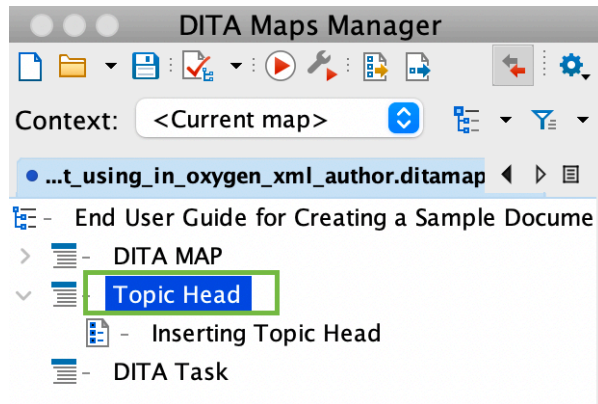 DITA Maps Manager
Context: <Current map>
...t_using_in_oxygen_xml_author.ditamap
End User Guide for Creating a Sample Docume
DITA MAP
Topic Head
Inserting Topic Head
DITA Task